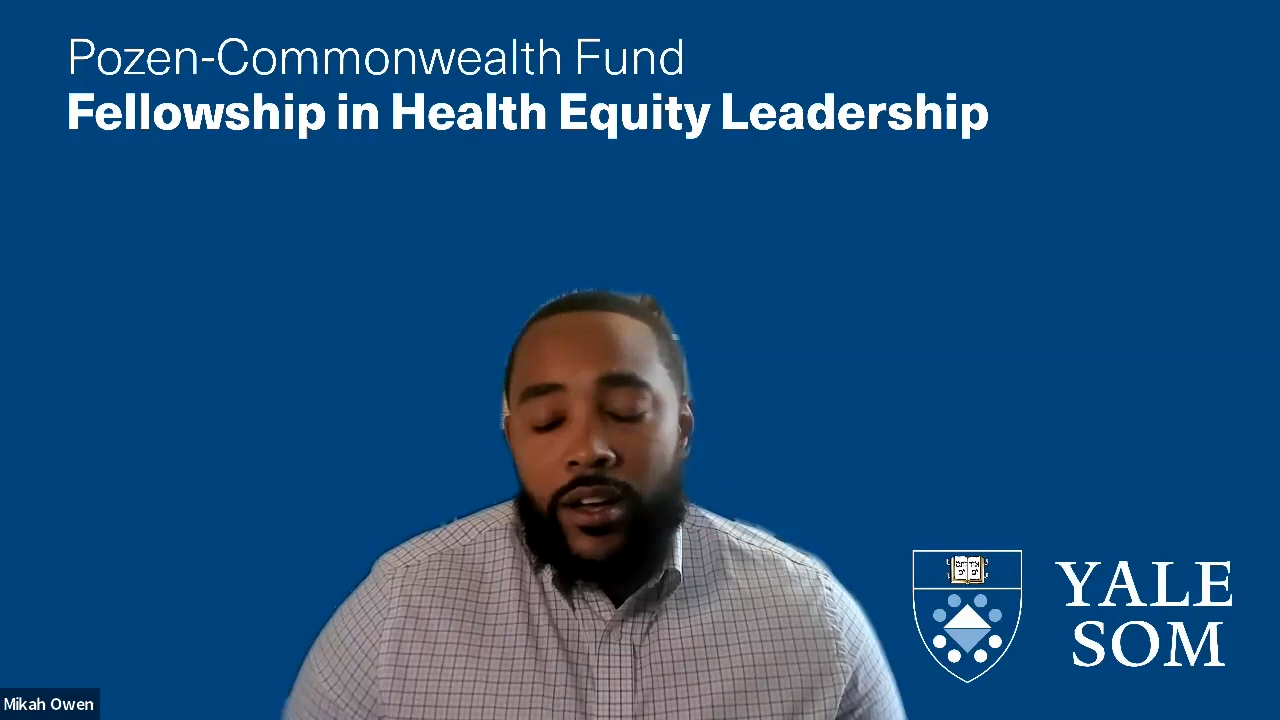 Pozen-Commonwealth Fund
Fellowship in Health Equity Leadership
YALE
SOM
Mikah Owen